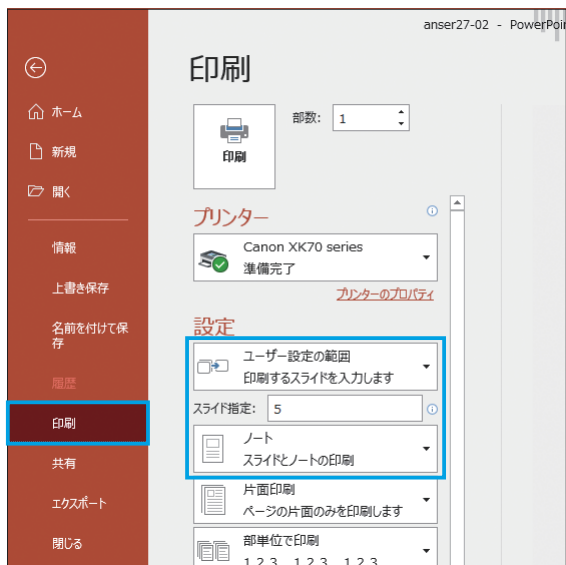 anser27-02 - PowerPoi
印刷
ホーム
新規
開く
情報
上書き保存
名前を付けて保
存
履歴
印刷
共有
エクスポート
閉じる
印刷
部数: 1
プリンター
Canon XK70 series
準備完了
プリンターのプロパティ
設定
ユーザー設定の範囲
印刷するスライドを入力します
スライド指定: 5
ノート
スライドとノートの印刷
片面印刷
ページの片面のみを印刷します
部単位で印刷
1,2,3 1,2,3 1,2,3